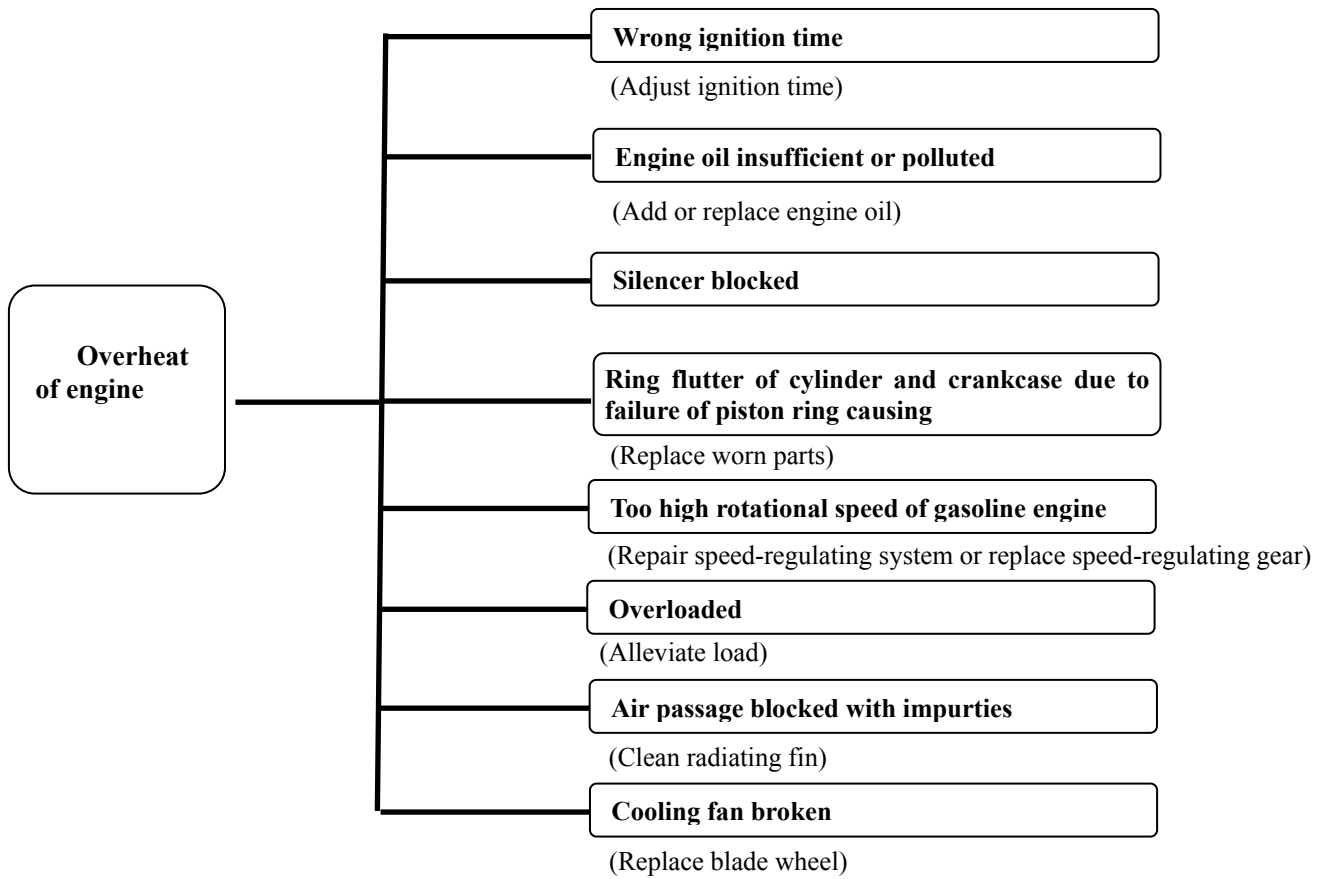 Wrong ignition time
(Adjust ignition time)
Engine oil insufficient or polluted
(Add or replace engine oil)
Silencer blocked
Overheat
of engine
Ring flutter of cylinder and crankcase due to
failure of piston ring causing
(Replace worn parts)
Too high rotational speed of gasoline engine
(Repair speed-regulating system or replace speed-regulating gear)
Overloaded
(Alleviate load)
Air passage blocked with impurties
(Clean radiating fin)
Cooling fan broken
(Replace blade wheel)